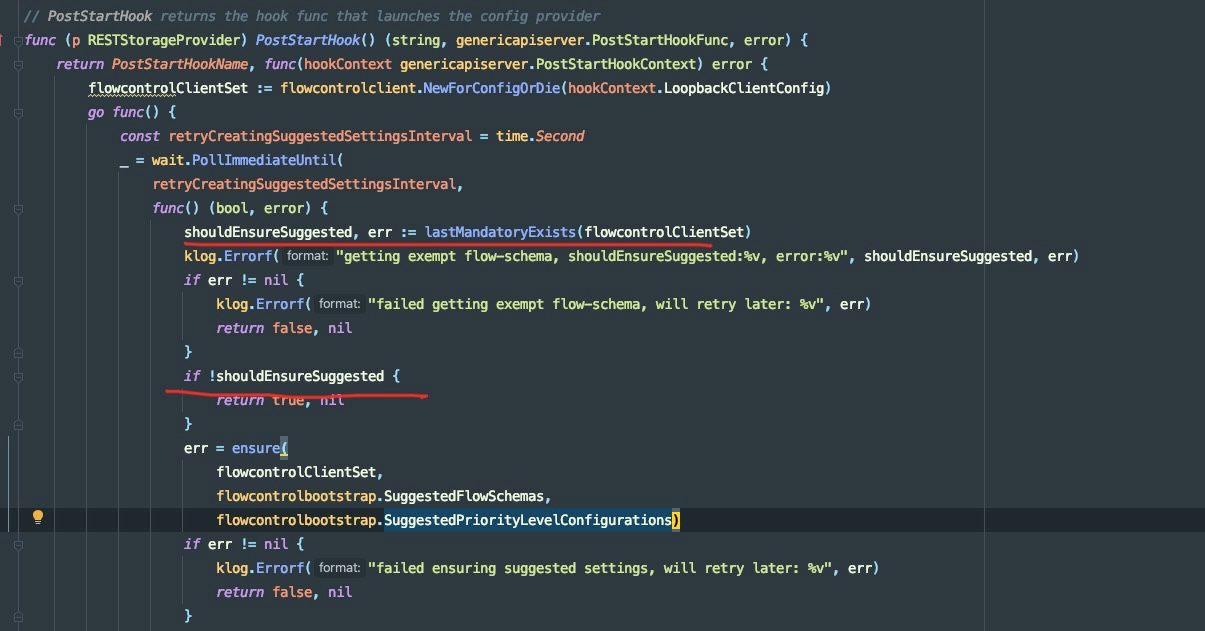 // PostStartHook returns the hook func that launches the config provider
func (p RESTStorageProvider) PostStartHook() (string, genericapiserver.PostStartHookFunc, error) {
    return PostStartHookName, func(hookContext genericapiserver.PostStartHookContext) error {
        flowcontrolClientSet := flowcontrolclient.NewForConfigOrDie(hookContext.LoopbackClientConfig)
        go func() {
            const retryCreatingSuggestedSettingsInterval = time.Second
            _ = wait.PollImmediateUntil(
                retryCreatingSuggestedSettingsInterval,
                func() (bool, error) {
                    shouldEnsureSuggested, err := lastMandatoryExists(flowcontrolClientSet)
                    klog.Errorf( format: "getting exempt flow-schema, shouldEnsureSuggested:%v, error:%v", shouldEnsureSuggested, err)
                    if err != nil {
                        klog.Errorf( format: "failed getting exempt flow-schema, will retry later: %v", err)
                        return false, nil
                    }
                    if !shouldEnsureSuggested {
                        return true, nil
                    }
                    err = ensure(
                        flowcontrolClientSet,
                        flowcontrolbootstrap.SuggestedFlowSchemas,
                        flowcontrolbootstrap.SuggestedPriorityLevelConfigurations)
                    if err != nil {
                        klog.Errorf( format: "failed ensuring suggested settings, will retry later: %v", err)
                        return false, nil
                    }